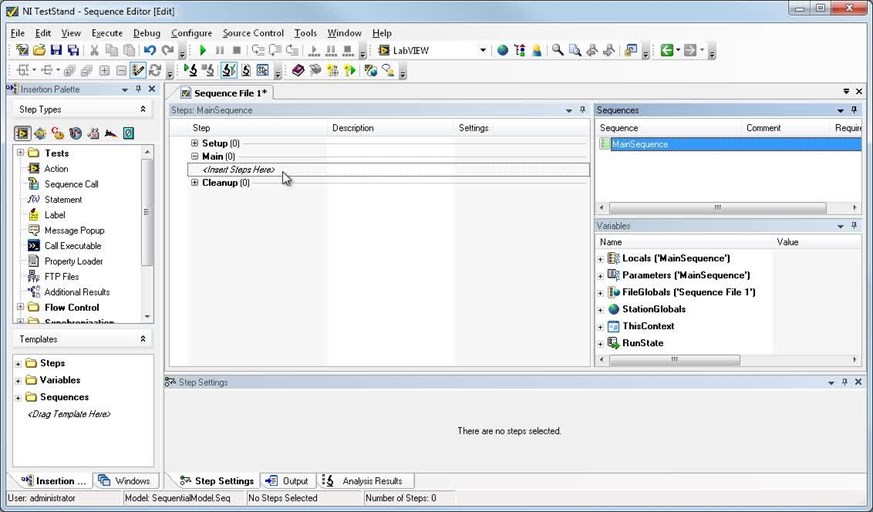 NI TestStand - Sequence Editor [Edit]
File Edit View Execute Debug Configure Source Control Tools Window Help
LabVIEW
Insertion Palette
Step Types
Tests
Action
Sequence Call
f(x) Statement
Label
Message Popup
Call Executable
Property Loader
FTP Files
Additional Results
Flow Control
Synchronization
Templates
Steps
Variables
Sequences
<Drag Template Here>
Insertion ... Windows
Sequence File 1*
Steps: MainSequence
Step Description Settings
Setup (0)
Main (0)
<Insert Steps Here>
Cleanup (0)
Sequences
Sequence Comment Require
MainSequence
Variables
Name Value
Locals ('MainSequence')
Parameters ('MainSequence')
FileGlobals ('Sequence File 1')
StationGlobals
ThisContext
RunState
Step Settings
There are no steps selected.
Step Settings Output Analysis Results
User: administrator Model: SequentialModel.Seq No Steps Selected Number of Steps: 0